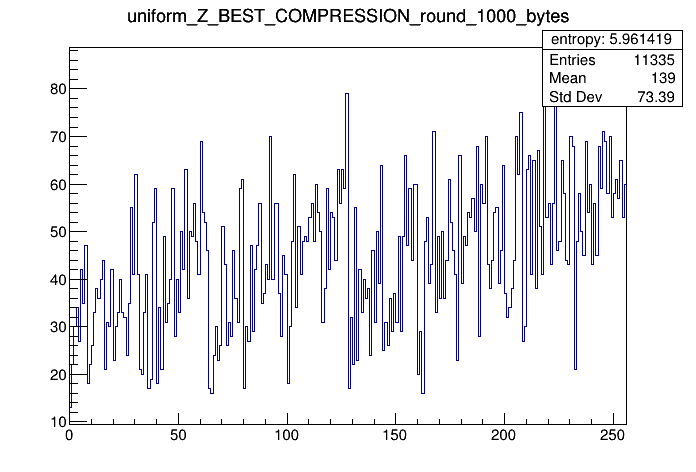 uniform_Z_BEST_COMPRESSION_round_1000_bytes
entropy: 5.961419
Entries 11335
Mean 139
Std Dev 73.39
80
70
60
50
40
30
20
10
0 50 100 150 200 250